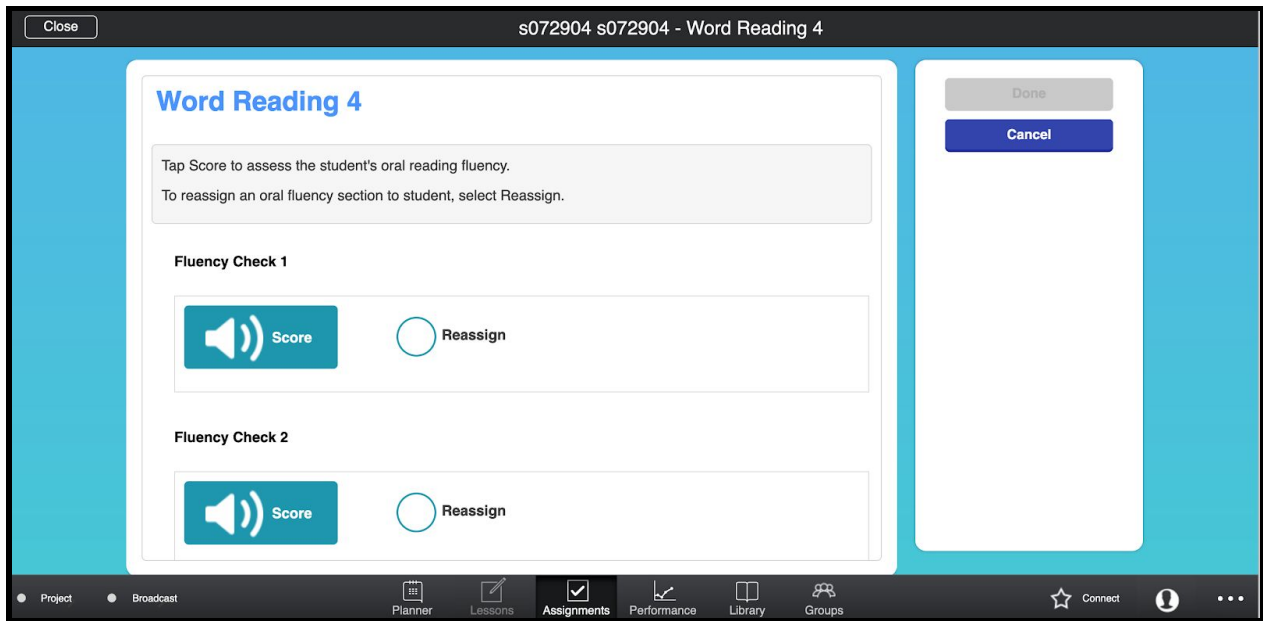 Close
s072904 s072904 - Word Reading 4
Word Reading 4
Tap Score to assess the student's oral reading fluency.
To reassign an oral fluency section to student, select Reassign.
Fluency Check 1
Score
Reassign
Fluency Check 2
Score
Reassign
Done
Cancel
Project
Broadcast
Planner
Lessons
Assignments
Performance
Library
Groups
Connect